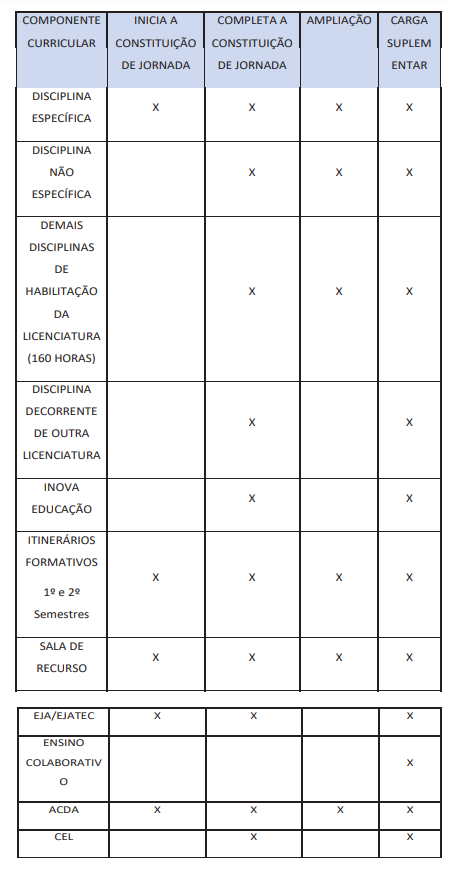 COMPONENTE INICIA A COMPLETA A AMPLIAÇÃO CARGA
CURRICULAR CONSTITUIÇÃO CONSTITUIÇÃO SUPLEM
DE JORNADA DE JORNADA ENTAR
DISCIPLINA
ESPECÍFICA
X X X X
DISCIPLINA
NÃO
ESPECÍFICA
X X X
DEMAIS
DISCIPLINAS
DE
HABILITAÇÃO
DA
LICENCIATURA
(160 HORAS)
X X X
DISCIPLINA
DECORRENTE
DE OUTRA
LICENCIATURA
X X
INOVA
EDUCAÇÃO
X X
ITINERÁRIOS
FORMATIVOS
1º e 2º
Semestres
X X X X
SALA DE
RECURSO
X X X X
EJA/EJATEC X X X
ENSINO
COLABORATIV
O
X
ACDA X X X X
CEL X X